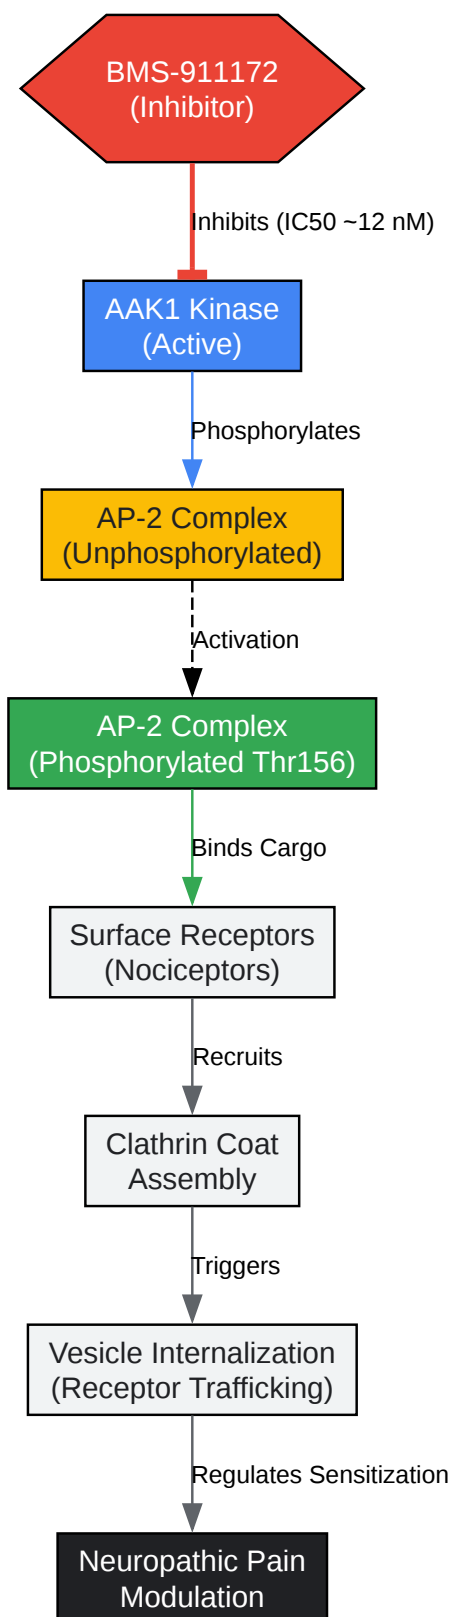 BMS-911172
(Inhibitor)
Inhibits (IC50 ~12 nM)
AAK1 Kinase
(Active)
Phosphorylates
AP-2 Complex
(Unphosphorylated)
Activation
AP-2 Complex
(Phosphorylated Thr156)
Binds Cargo
Surface Receptors
(Nociceptors)
Recruits
Clathrin Coat
Assembly
Triggers
Vesicle Internalization
(Receptor Trafficking)
Regulates Sensitization
Neuropathic Pain
Modulation